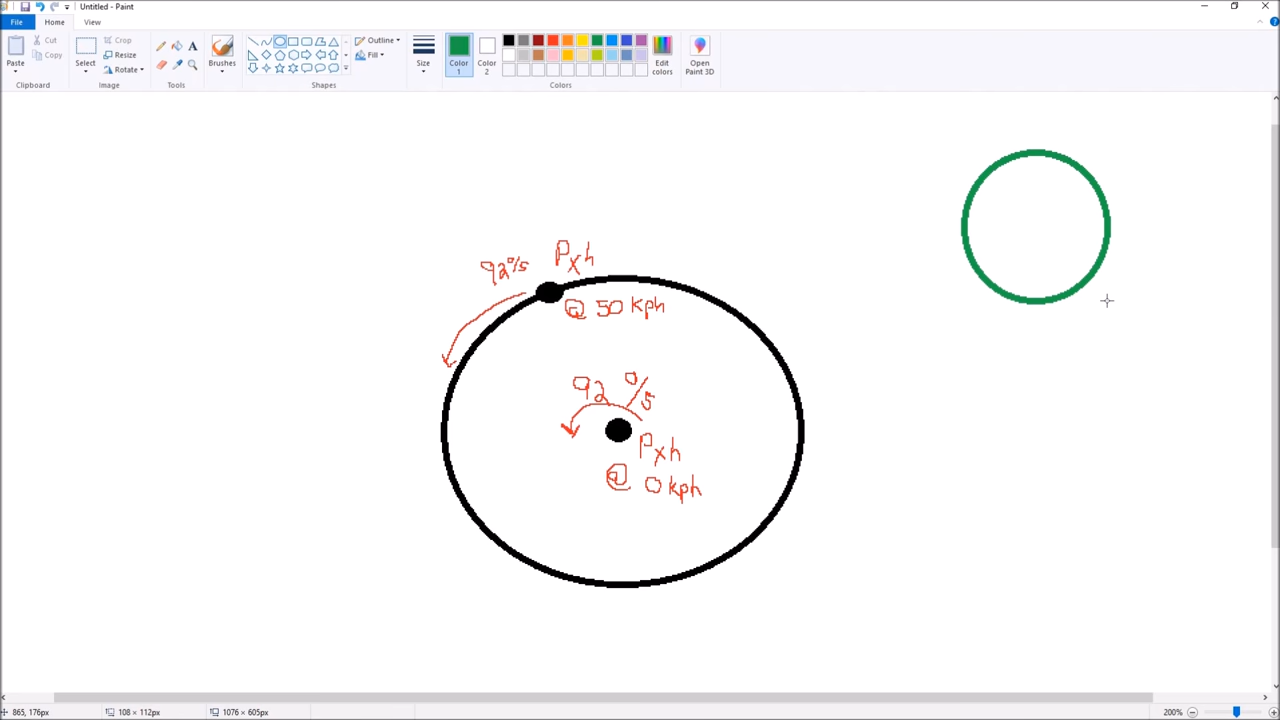 Untitled - Paint
File
Home
View
Paste
Cut
Copy
Clipboard
Select
Crop
Resize
Rotate
Image
A
Tools
Brushes
Outline
Fill
Shapes
Size
Color 1
Color 2
Edit colors
Open Paint 3D
Colors
92°/s
Pxh
@ 50 kph
92 °/s
Pxh
@ 0 kph
865, 176px
108 × 112px
1076 × 605px
200%